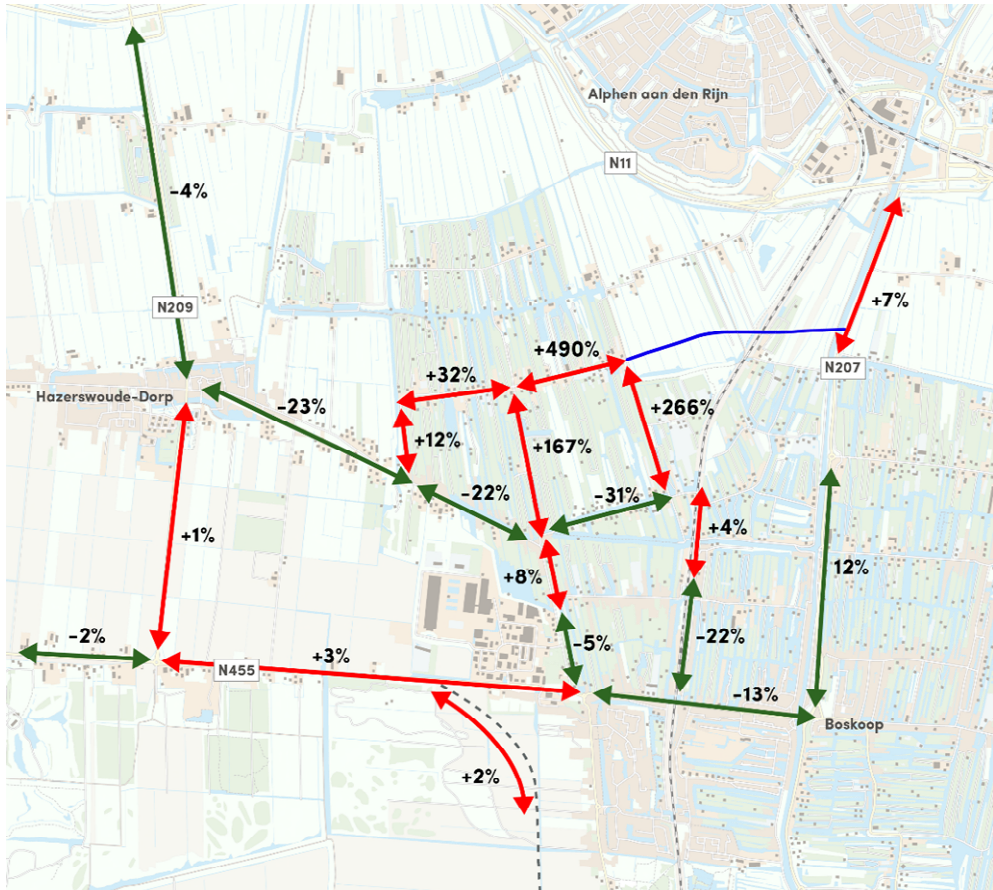 Alphen aan den Rijn
N11
-4%
+7%
N209
+490%
N207
+32%
Hazerswoude-Dorp
-23%
+266%
+12%
+167%
-22%
-31%
+4%
+1%
12%
+8%
-2%
-5%
-22%
+3%
N455
-13%
Boskoop
+2%